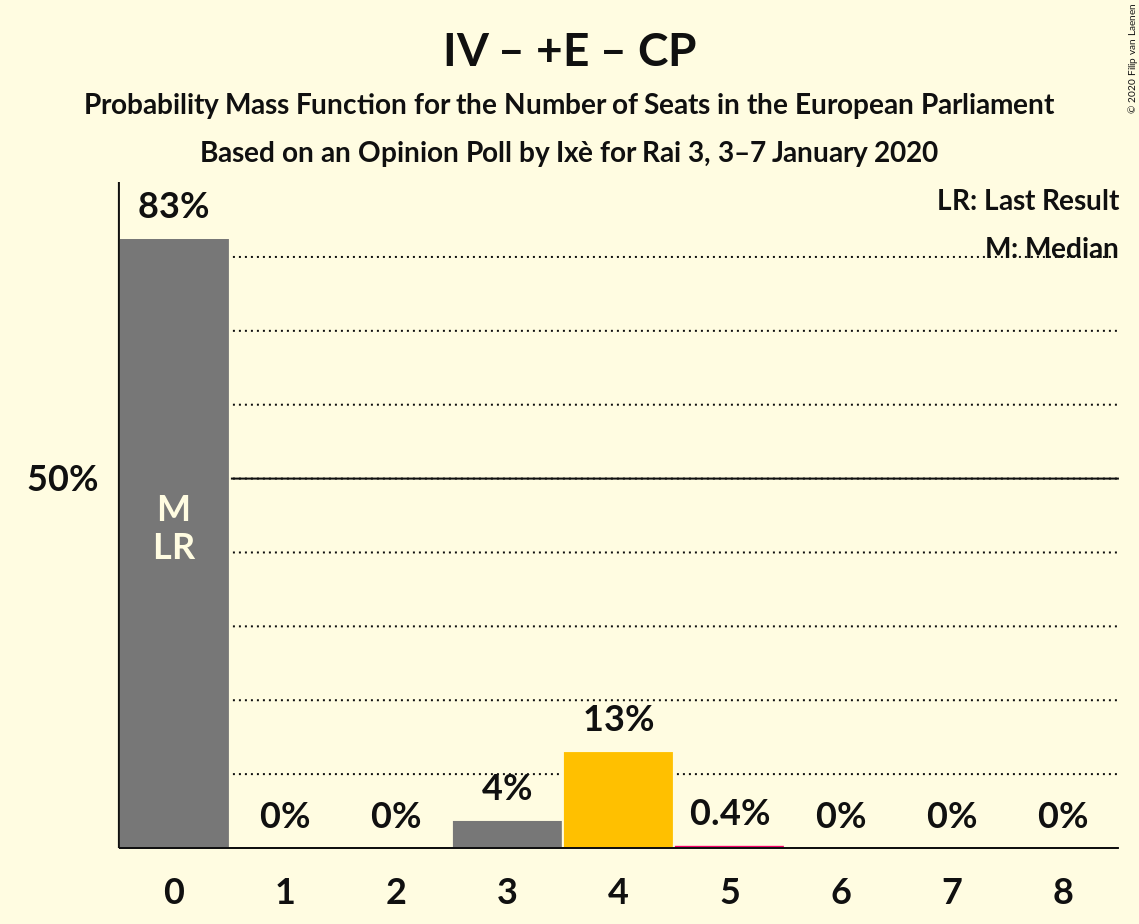 IV – +E – CP
Probability Mass Function for the Number of Seats in the European Parliament
Based on an Opinion Poll by Ixè for Rai 3, 3–7 January 2020
© 2020 Filip van Laenen
LR: Last Result
M: Median
83%
50%
M
LR
0%
0%
4%
13%
0.4%
0%
0%
0%
0 1 2 3 4 5 6 7 8